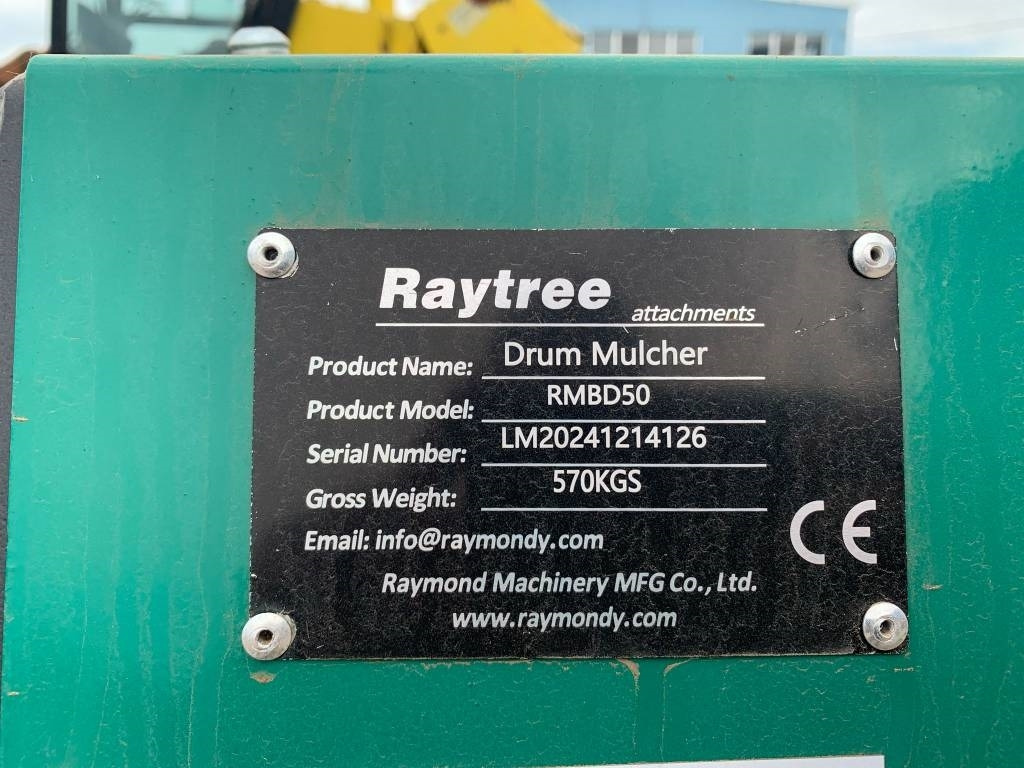 Raytree
attachments
Product Name: Drum Mulcher
Product Model: RMBD50
Serial Number: LM20241214126
Gross Weight: 570KGS
Email: info@raymondy.com
CE
Raymond Machinery MFG Co., Ltd.
www.raymondy.com